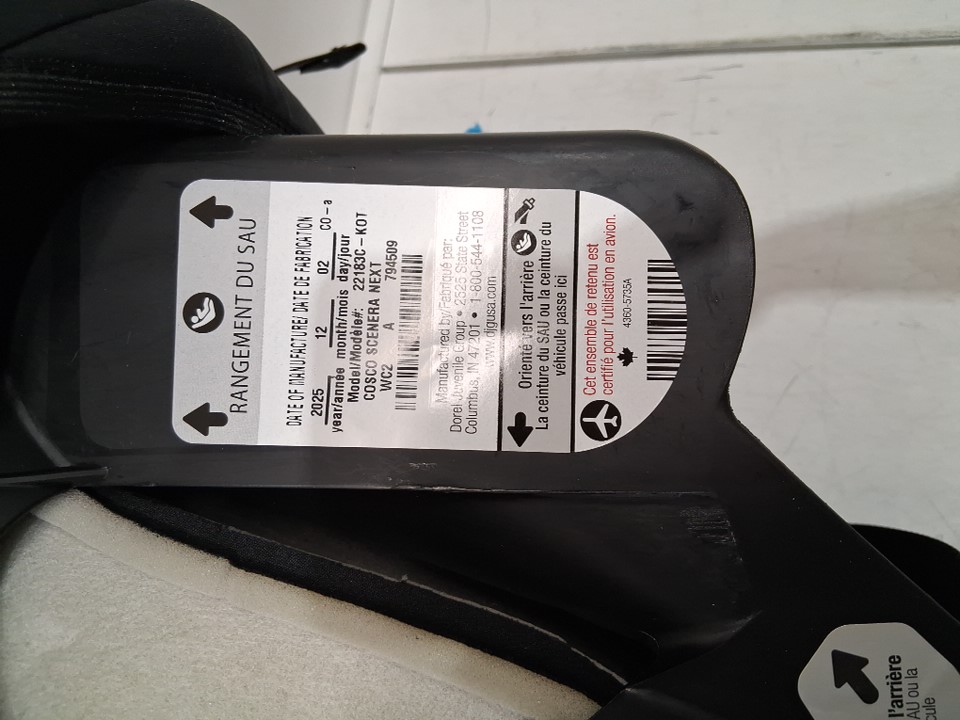 RANGEMENT DU SAU
DATE OF MANUFACTURE/ DATE DE FABRICATION
2025 12 02 CO-a
year/année month/mois day/jour
Model/Modèle#: 22183C-KOT
COSCO SCENERA NEXT
WC2 A 794509
Manufactured by/Fabriqué par:
Dorel Juvenile Group • 2525 State Street
Columbus, IN 47201 • 1-800-544-1108
www.djgusa.com
Orienté vers l'arrière
La ceinture du SAU ou la ceinture du
véhicule passe ici
Cet ensemble de retenu est
certifié pour l'utilisation en avion.
4360-5735A
l'arrière
AU ou la
cule